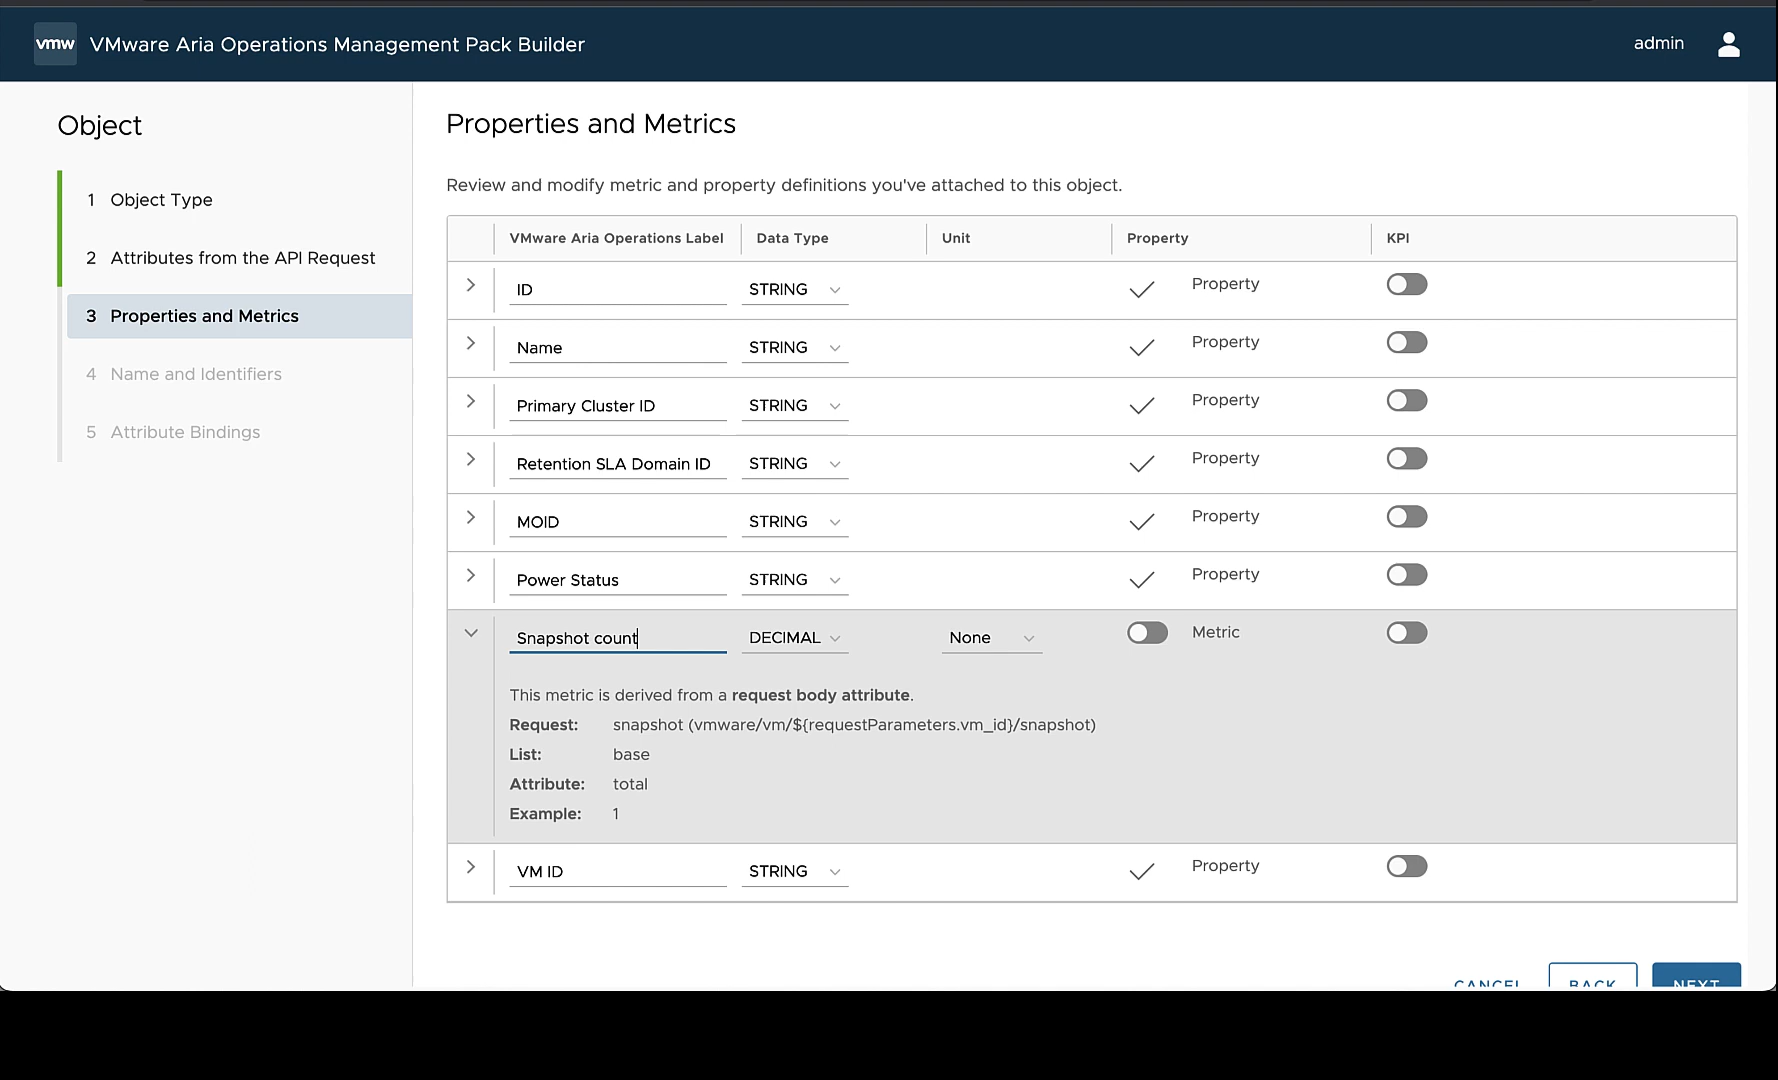 vmw VMware Aria Operations Management Pack Builder admin
Object
1 Object Type
2 Attributes from the API Request
3 Properties and Metrics
4 Name and Identifiers
5 Attribute Bindings
Properties and Metrics
Review and modify metric and property definitions you've attached to this object.
VMware Aria Operations Label Data Type Unit Property KPI
ID STRING Property
Name STRING Property
Primary Cluster ID STRING Property
Retention SLA Domain ID STRING Property
MOID STRING Property
Power Status STRING Property
Snapshot count DECIMAL None Metric
This metric is derived from a request body attribute.
Request: snapshot (vmware/vm/${requestParameters.vm_id}/snapshot)
List: base
Attribute: total
Example: 1
VM ID STRING Property
CANCEL BACK NEXT